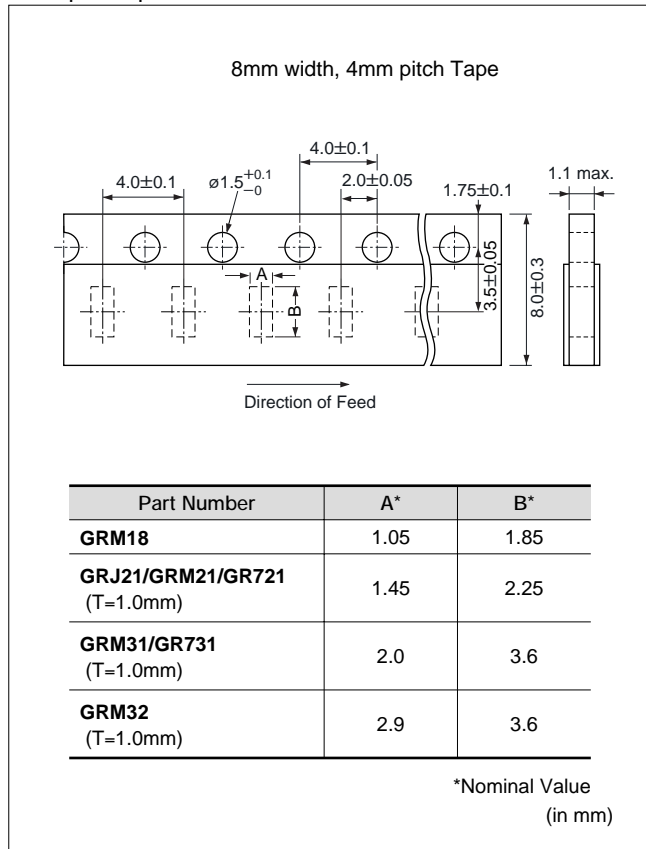 8mm width, 4mm pitch Tape
4.0±0.1
4.0±0.1
ø1.5+0.1 −0
2.0±0.05
1.75±0.1
1.1 max.
A
B
3.5±0.05
8.0±0.3
Direction of Feed
Part Number A* B*
GRM18 1.05 1.85
GRJ21/GRM21/GR721
(T=1.0mm) 1.45 2.25
GRM31/GR731
(T=1.0mm) 2.0 3.6
GRM32
(T=1.0mm) 2.9 3.6
*Nominal Value
(in mm)